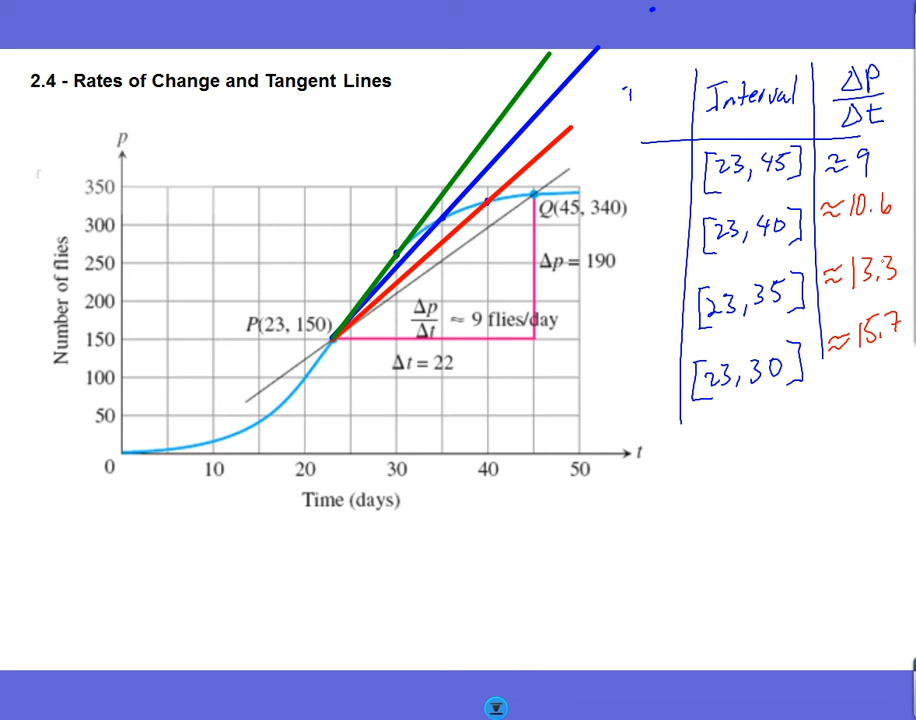 2.4 - Rates of Change and Tangent Lines
p
350
300
250
200
150
100
50
0
10
20
30
40
50
t
Number of flies
Time (days)
P(23, 150)
Q(45, 340)
Δp = 190
Δp/Δt ≈ 9 flies/day
Δt = 22
Interval ΔP/Δt
[23, 45] ≈ 9
[23, 40] ≈ 10.6
[23, 35] ≈ 13.3
[23, 30] ≈ 15.7